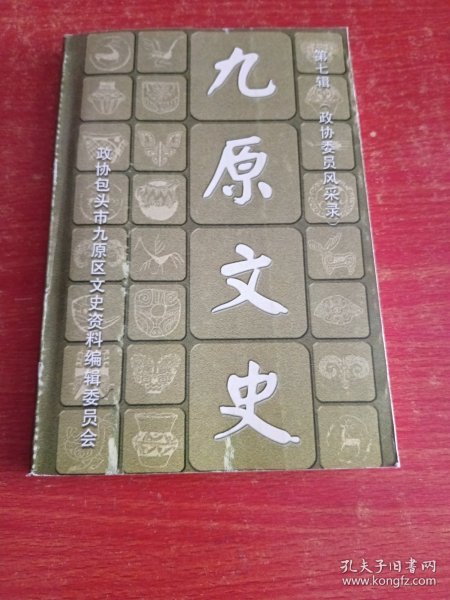 第七辑(政协委员风采录)
九原文史
政协包头市九原区文史资料编辑委员会
孔夫子旧书网
www.kongfz.com